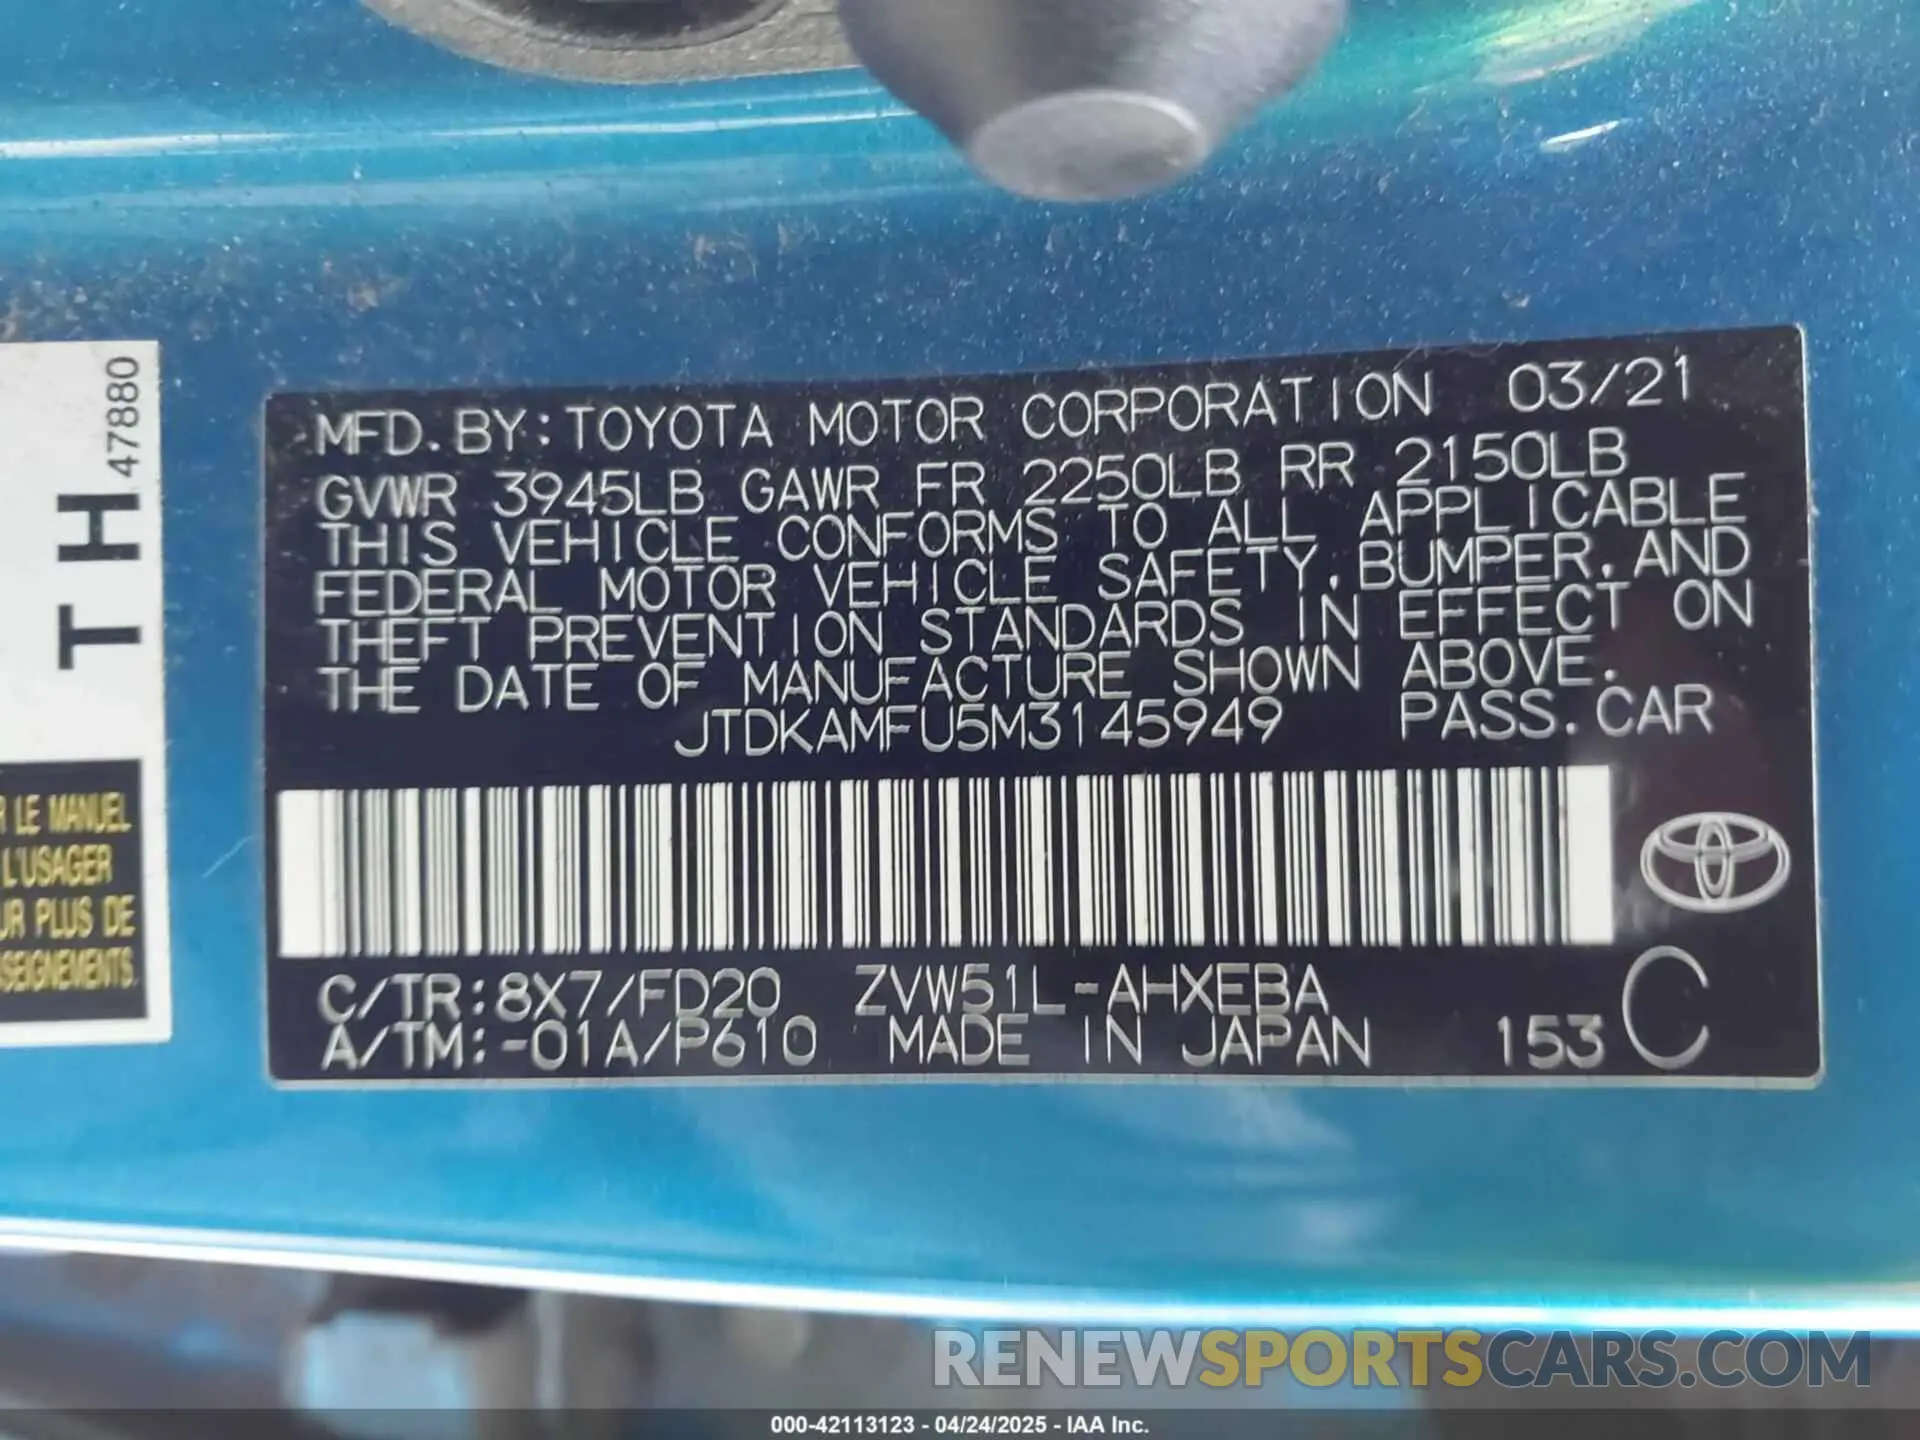 47880
T H
R LE MANUEL
L'USAGER
UR PLUS DE
SEIGNEMENTS.
MFD. BY: TOYOTA MOTOR CORPORATION 03/21
GVWR 3945LB GAWR FR 2250LB RR 2150LB
THIS VEHICLE CONFORMS TO ALL APPLICABLE
FEDERAL MOTOR VEHICLE SAFETY, BUMPER, AND
THEFT PREVENTION STANDARDS IN EFFECT ON
THE DATE OF MANUFACTURE SHOWN ABOVE.
JTDKAMFU5M3145949 PASS. CAR
C/TR: 8X7/FD20 ZVW51L-AHXEBA
A/TM: -01A/P610 MADE IN JAPAN 153 C
RENEWSPORTSCARS.COM
000-42113123 - 04/24/2025 - IAA Inc.